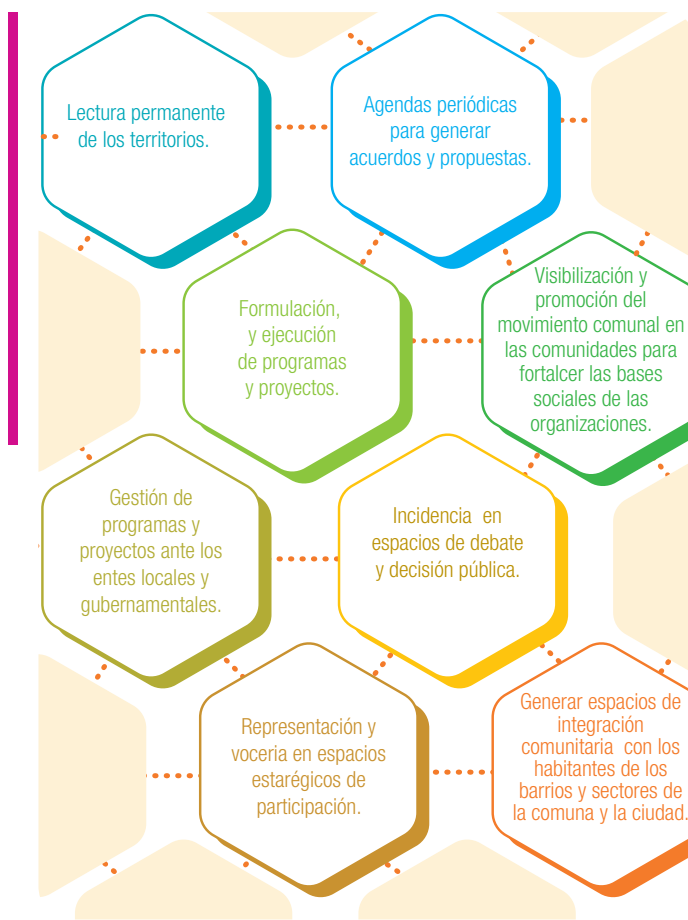 Lectura permanente
de los territorios.
Agendas periódicas
para generar
acuerdos y propuestas.
Formulación,
y ejecución
de programas
y proyectos.
Visibilización y
promoción del
movimiento comunal en
las comunidades para
fortalcer las bases
sociales de las
organizaciones.
Gestión de
programas y
proyectos ante los
entes locales y
gubernamentales.
Incidencia en
espacios de debate
y decisión pública.
Representación y
voceria en espacios
estarégicos de
participación.
Generar espacios de
integración
comunitaria con los
habitantes de los
barrios y sectores de
la comuna y la ciudad.